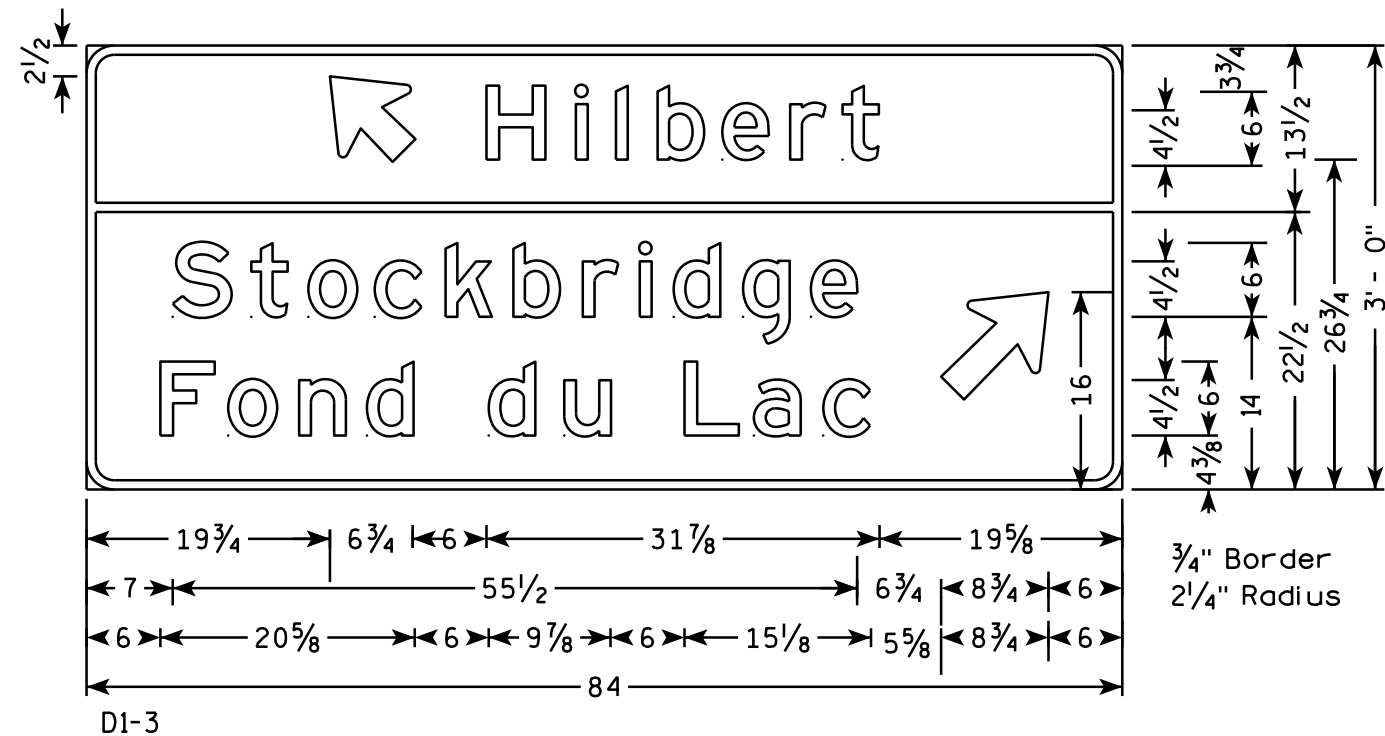 2½
Hilbert
Stockbridge
Fond du Lac
16
4½
3¾
6
13½
4½
6
4½
6
4⅜
14
22½
26¾
3' - 0"
19¾ 6¾ 6 31⅞ 19⅝
7 55½ 6¾ 8¾ 6
6 20⅝ 6 9⅞ 6 15⅛ 5⅝ 8¾ 6
84
¾" Border
2¼" Radius
D1-3